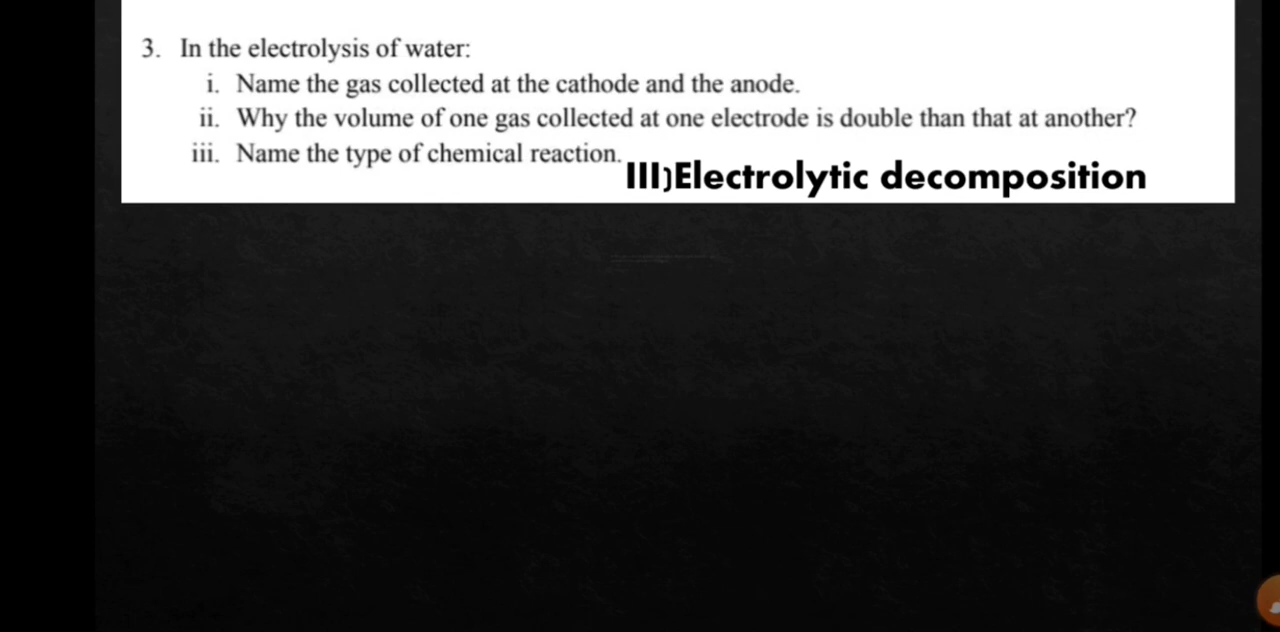 3. In the electrolysis of water:
i. Name the gas collected at the cathode and the anode.
ii. Why the volume of one gas collected at one electrode is double than that at another?
iii. Name the type of chemical reaction.
III)Electrolytic decomposition